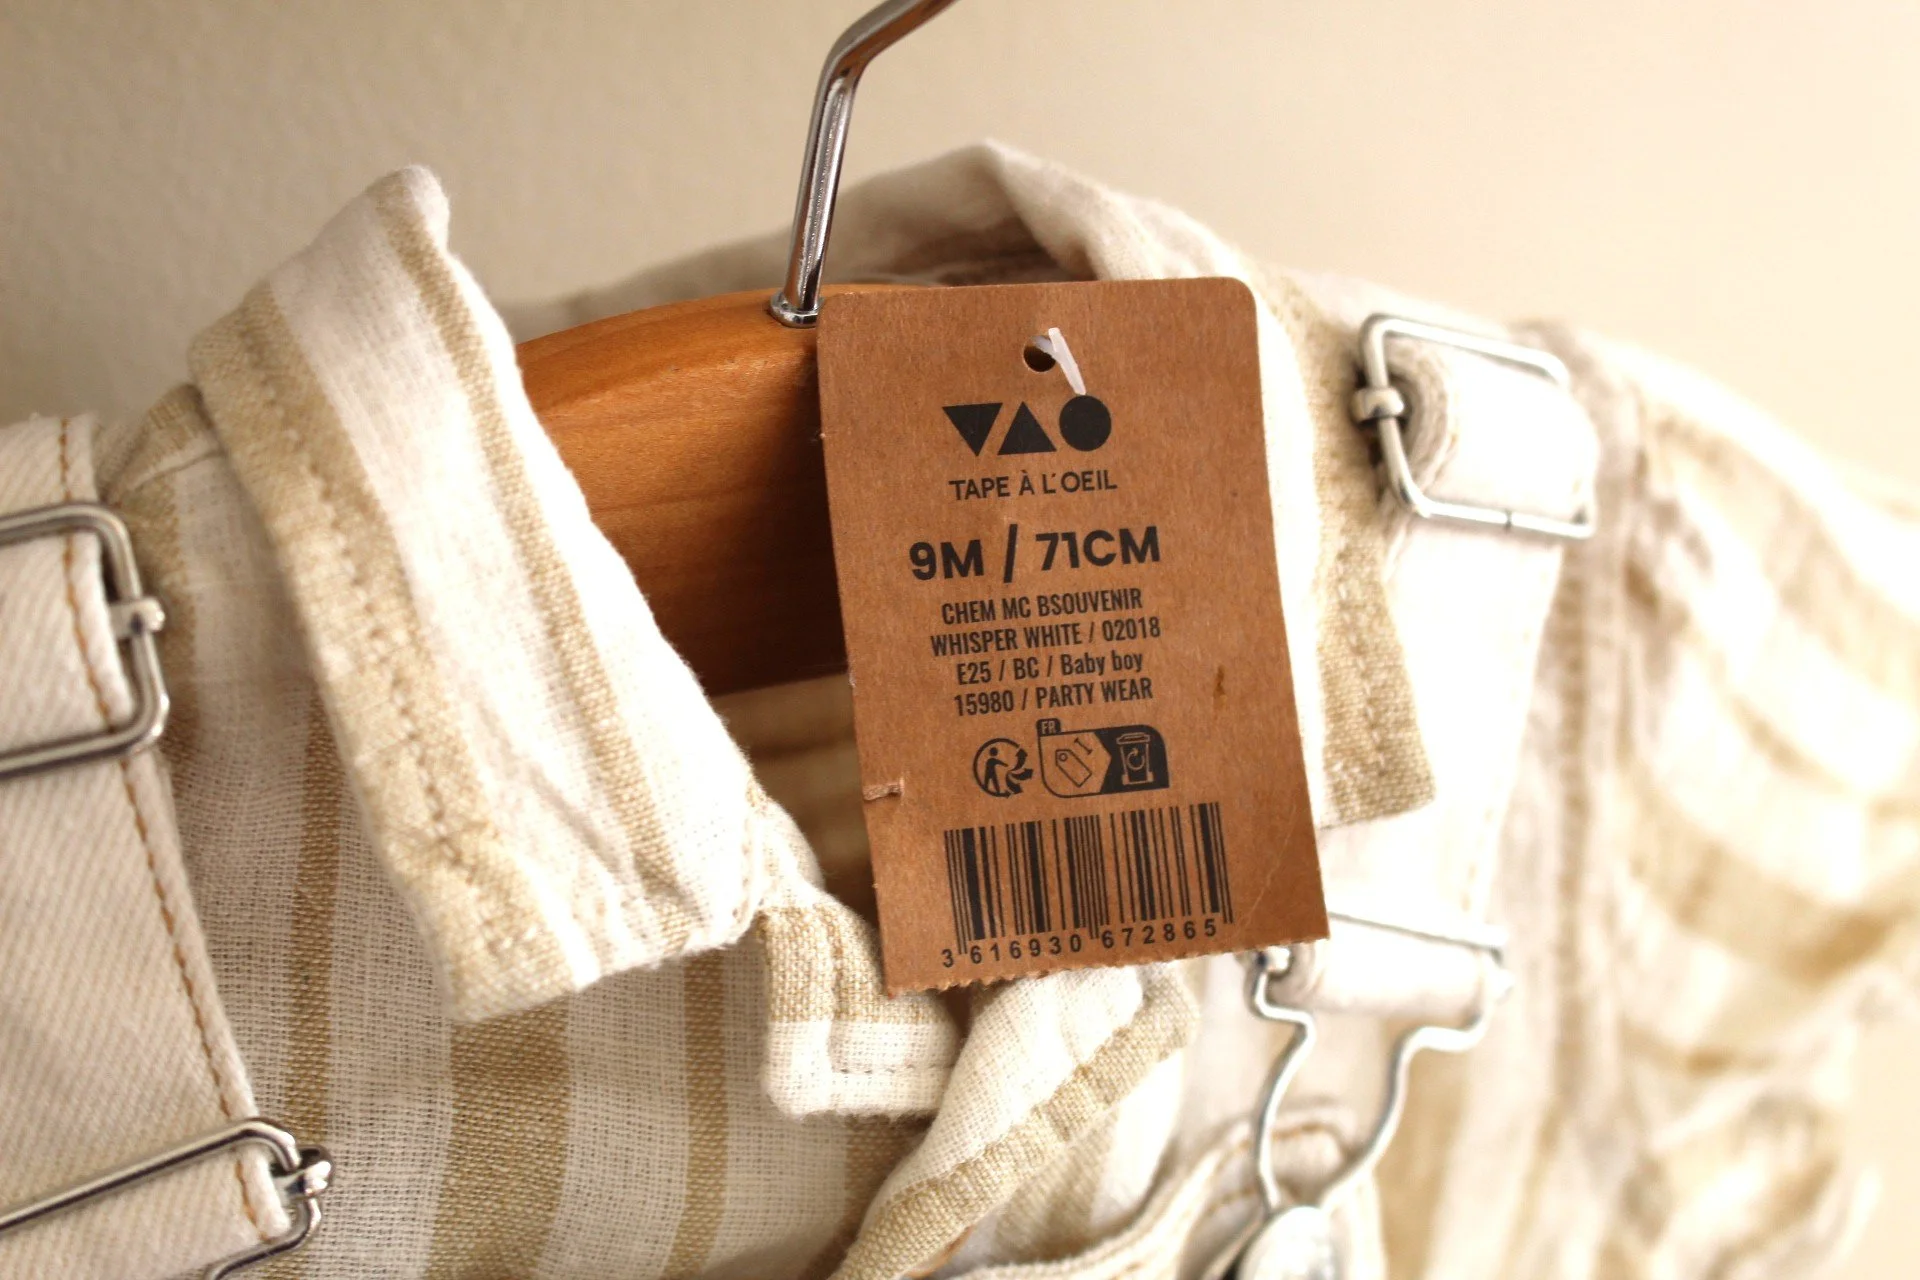 TAPE À L'OEIL
9M / 71CM
CHEM MC BSOUVENIR
WHISPER WHITE / 02018
E25 / BC / Baby boy
15980 / PARTY WEAR
FR
3 616930 672865